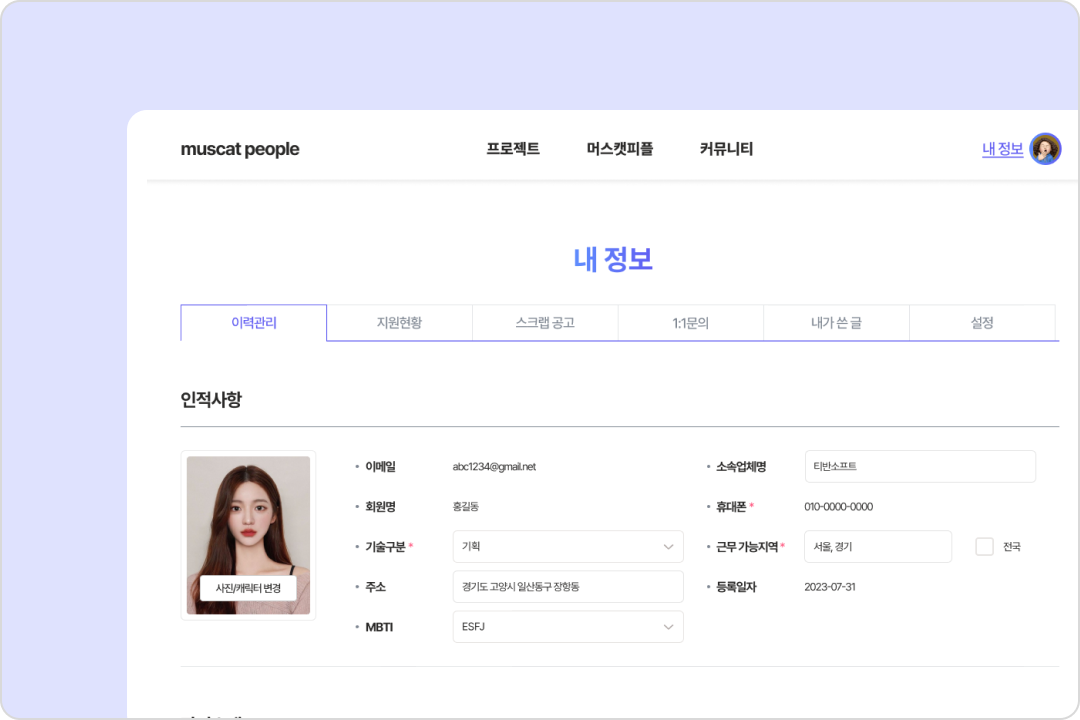 muscat people
프로젝트
머스캣피플
커뮤니티
내 정보
내 정보
이력관리
지원현황
스크랩 공고
1:1문의
내가 쓴 글
설정
인적사항
사진/캐릭터 변경
• 이메일 abc1234@gmail.net
• 소속업체명 티반소프트
• 회원명 홍길동
• 휴대폰 * 010-0000-0000
• 기술구분 * 기획
• 근무 가능지역 * 서울, 경기 전국
• 주소 경기도 고양시 일산동구 장항동
• 등록일자 2023-07-31
• MBTI ESFJ